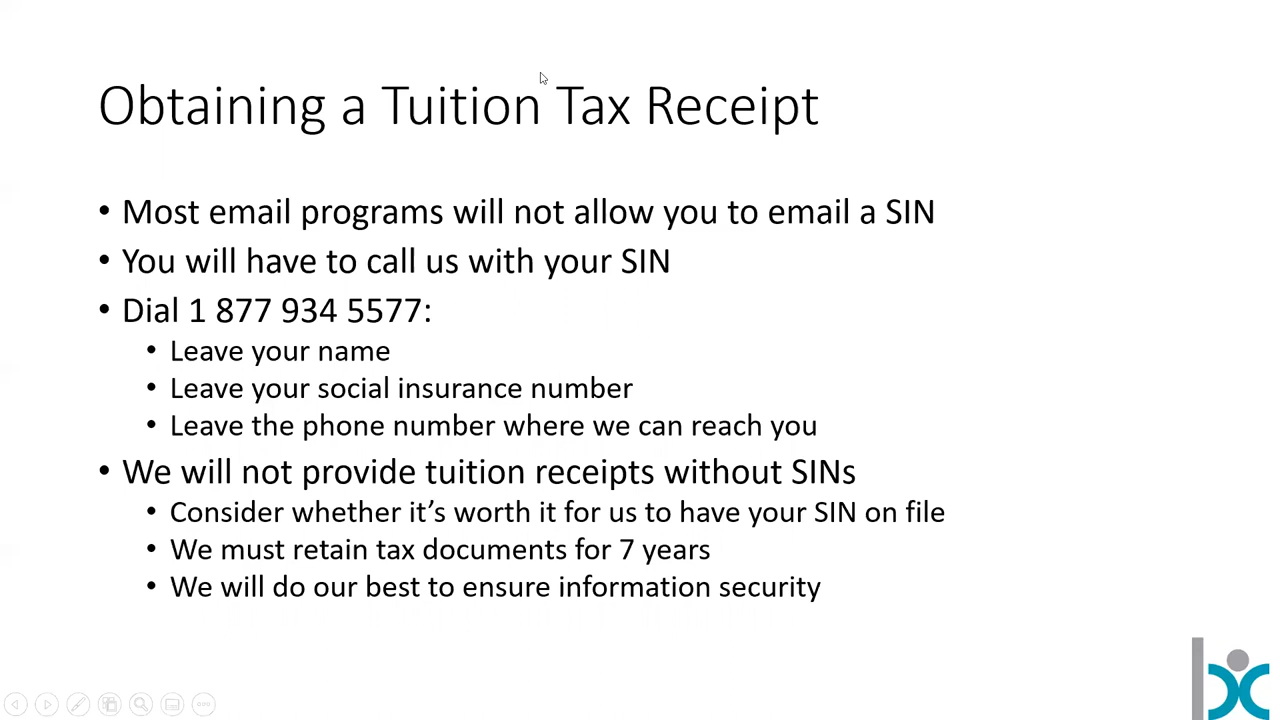 Obtaining a Tuition Tax Receipt
• Most email programs will not allow you to email a SIN
• You will have to call us with your SIN
• Dial 1 877 934 5577:
• Leave your name
• Leave your social insurance number
• Leave the phone number where we can reach you
• We will not provide tuition receipts without SINs
• Consider whether it’s worth it for us to have your SIN on file
• We must retain tax documents for 7 years
• We will do our best to ensure information security